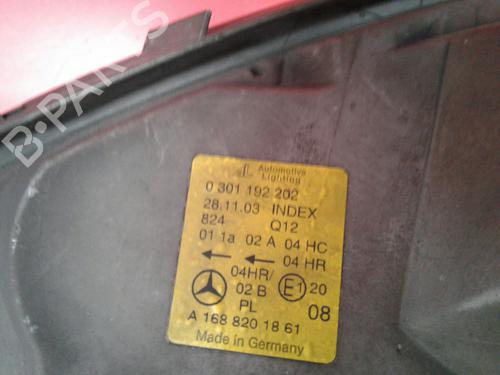 B-PARTS
AL Automotive
Lighting
0 301 192 202
28.11.03 INDEX
824 Q12
01 1a 02 A 04 HC
04 HR
04HR/
02 B E1 20
PL 08
A 168 820 18 61
Made in Germany